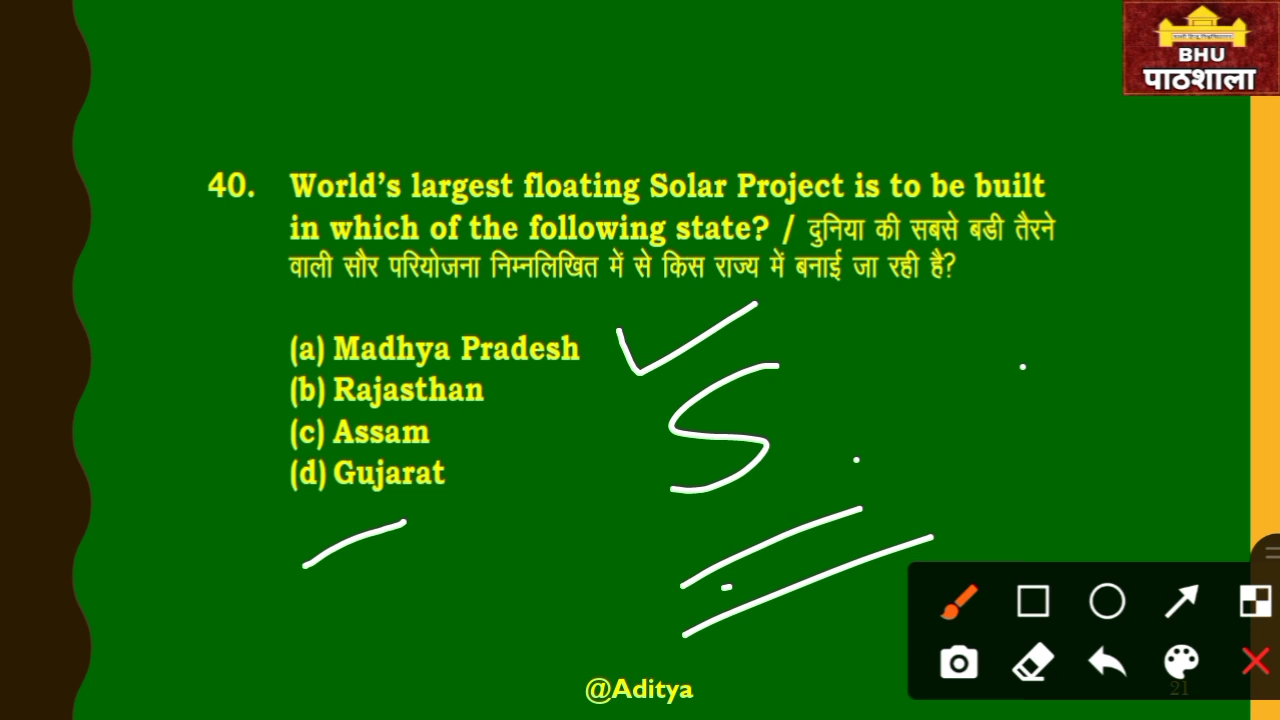 BHU
पाठशाला
40. World's largest floating Solar Project is to be built
in which of the following state? / दुनिया की सबसे बडी तैरने
वाली सौर परियोजना निम्नलिखित में से किस राज्य में बनाई जा रही है?
(a) Madhya Pradesh
(b) Rajasthan
(c) Assam
(d) Gujarat
@Aditya
21